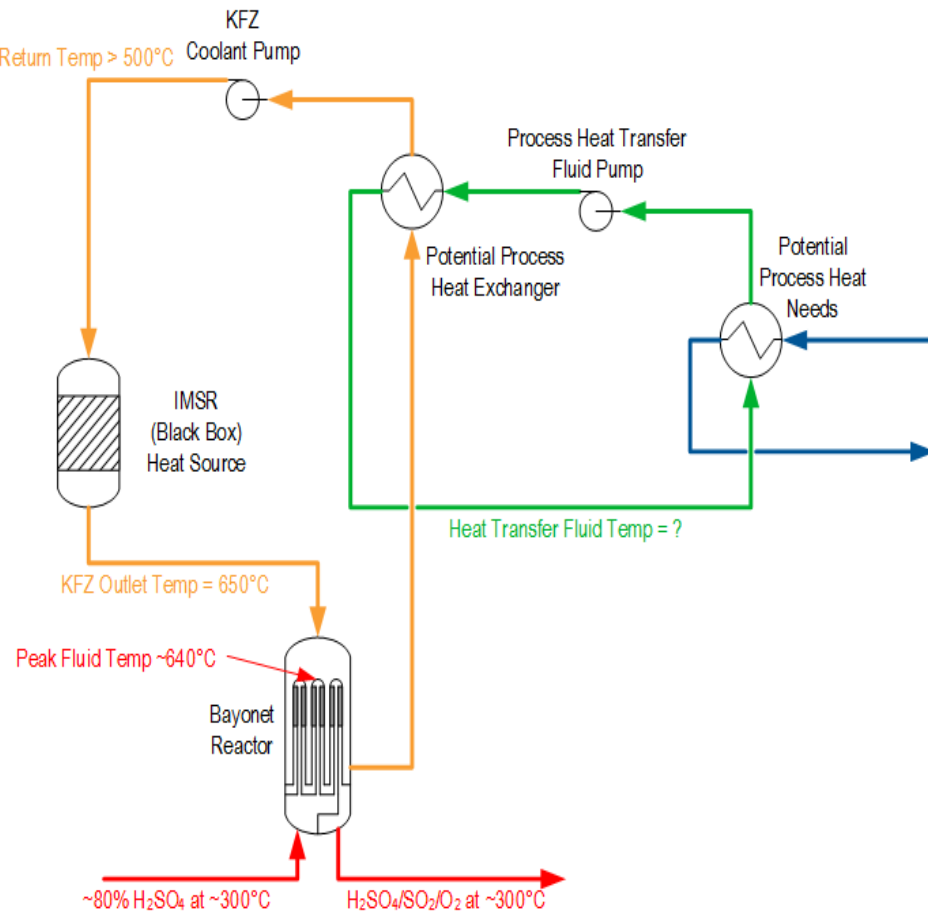 KFZ
Coolant Pump
Return Temp > 500°C
Process Heat Transfer
Fluid Pump
Potential Process
Heat Exchanger
Potential
Process Heat
Needs
IMSR
(Black Box)
Heat Source
Heat Transfer Fluid Temp = ?
KFZ Outlet Temp = 650°C
Peak Fluid Temp ~640°C
Bayonet
Reactor
~80% H₂SO₄ at ~300°C
H₂SO₄/SO₂/O₂ at ~300°C